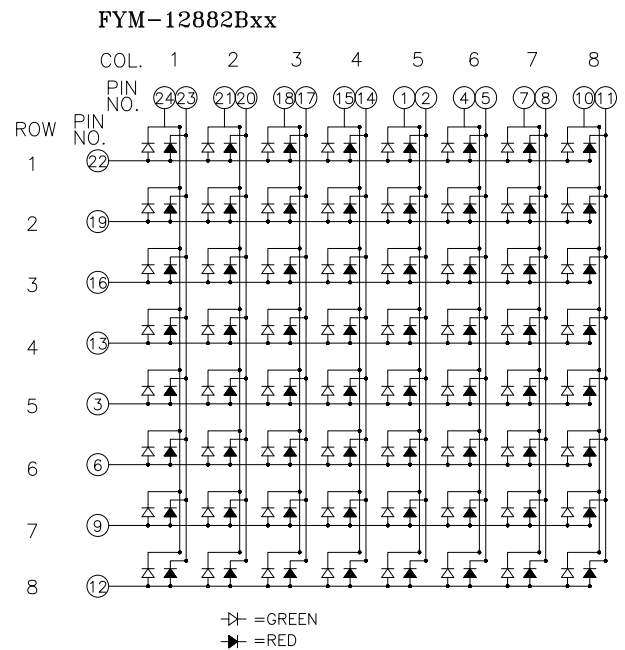 FYM-12882Bxx
COL. 1 2 3 4 5 6 7 8
PIN
NO. 24 23 21 20 18 17 15 14 1 2 4 5 7 8 10 11
ROW PIN
NO.
1 22
2 19
3 16
4 13
5 3
6 6
7 9
8 12
=GREEN
=RED